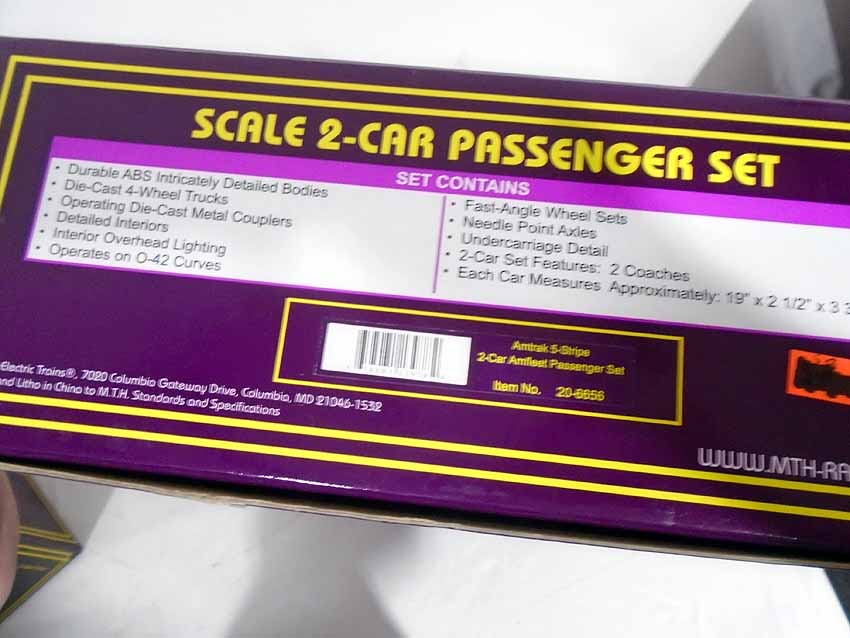 SCALE 2-CAR PASSENGER SET
SET CONTAINS
• Durable ABS Intricately Detailed Bodies
• Die-Cast 4-Wheel Trucks
• Operating Die-Cast Metal Couplers
• Detailed Interiors
• Interior Overhead Lighting
• Operates on O-42 Curves
• Fast-Angle Wheel Sets
• Needle Point Axles
• Undercarriage Detail
• 2-Car Set Features: 2 Coaches
• Each Car Measures Approximately: 19" x 2 1/2" x 3 3
Amtrak 5-Stripe
2-Car Amfleet Passenger Set
Item No. 20-6656
Electric Trains®, 7020 Columbia Gateway Drive, Columbia, MD 21046-1532
and Litho in China to M.T.H. Standards and Specifications
WWW.MTH-RA